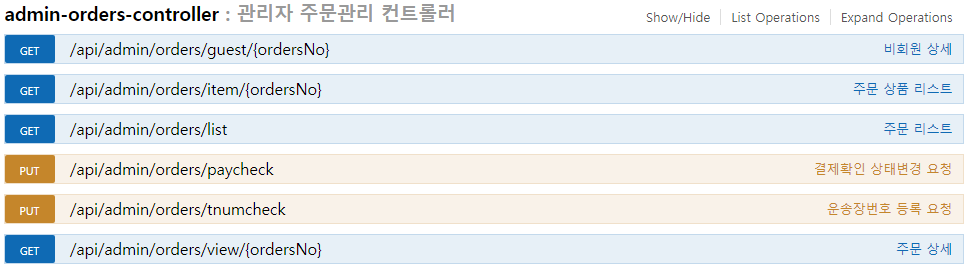 admin-orders-controller : 관리자 주문관리 컨트롤러 Show/Hide List Operations Expand Operations
GET /api/admin/orders/guest/{ordersNo} 비회원 상세
GET /api/admin/orders/item/{ordersNo} 주문 상품 리스트
GET /api/admin/orders/list 주문 리스트
PUT /api/admin/orders/paycheck 결제확인 상태변경 요청
PUT /api/admin/orders/tnumcheck 운송장번호 등록 요청
GET /api/admin/orders/view/{ordersNo} 주문 상세